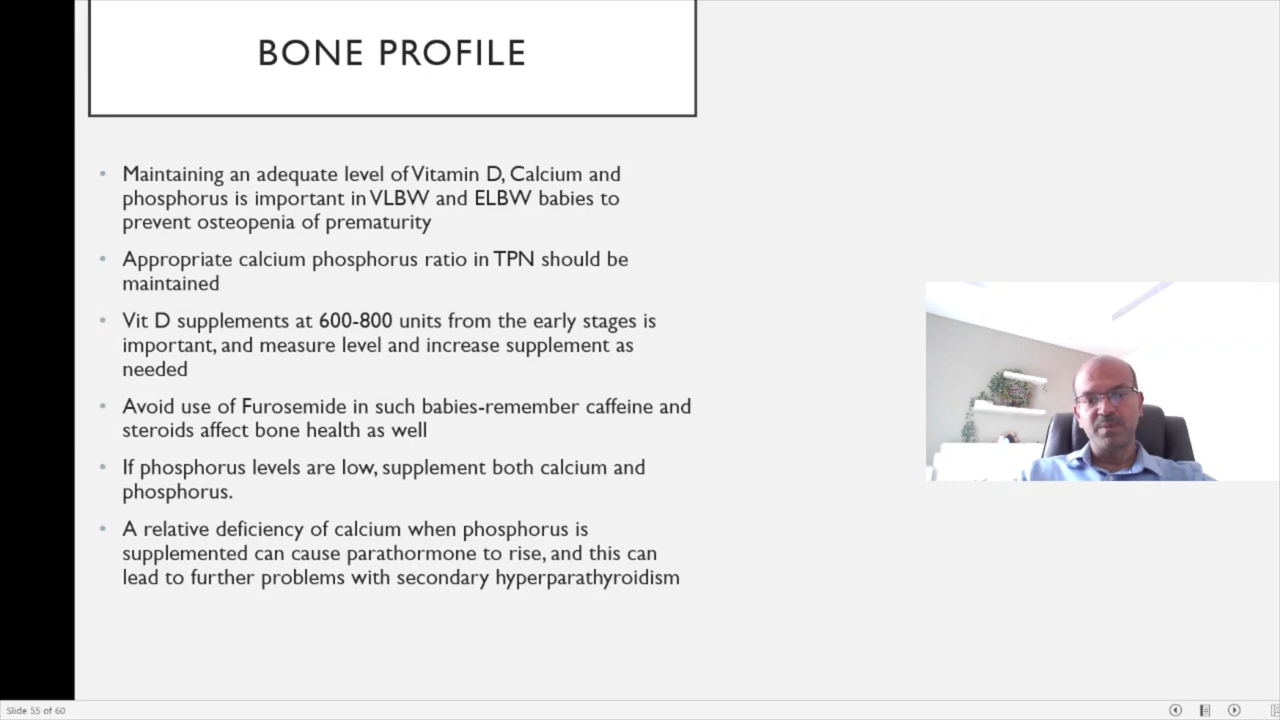 BONE PROFILE
• Maintaining an adequate level of Vitamin D, Calcium and
phosphorus is important in VLBW and ELBW babies to
prevent osteopenia of prematurity
• Appropriate calcium phosphorus ratio in TPN should be
maintained
• Vit D supplements at 600-800 units from the early stages is
important, and measure level and increase supplement as
needed
• Avoid use of Furosemide in such babies-remember caffeine and
steroids affect bone health as well
• If phosphorus levels are low, supplement both calcium and
phosphorus.
• A relative deficiency of calcium when phosphorus is
supplemented can cause parathormone to rise, and this can
lead to further problems with secondary hyperparathyroidism
Slide 55 of 60